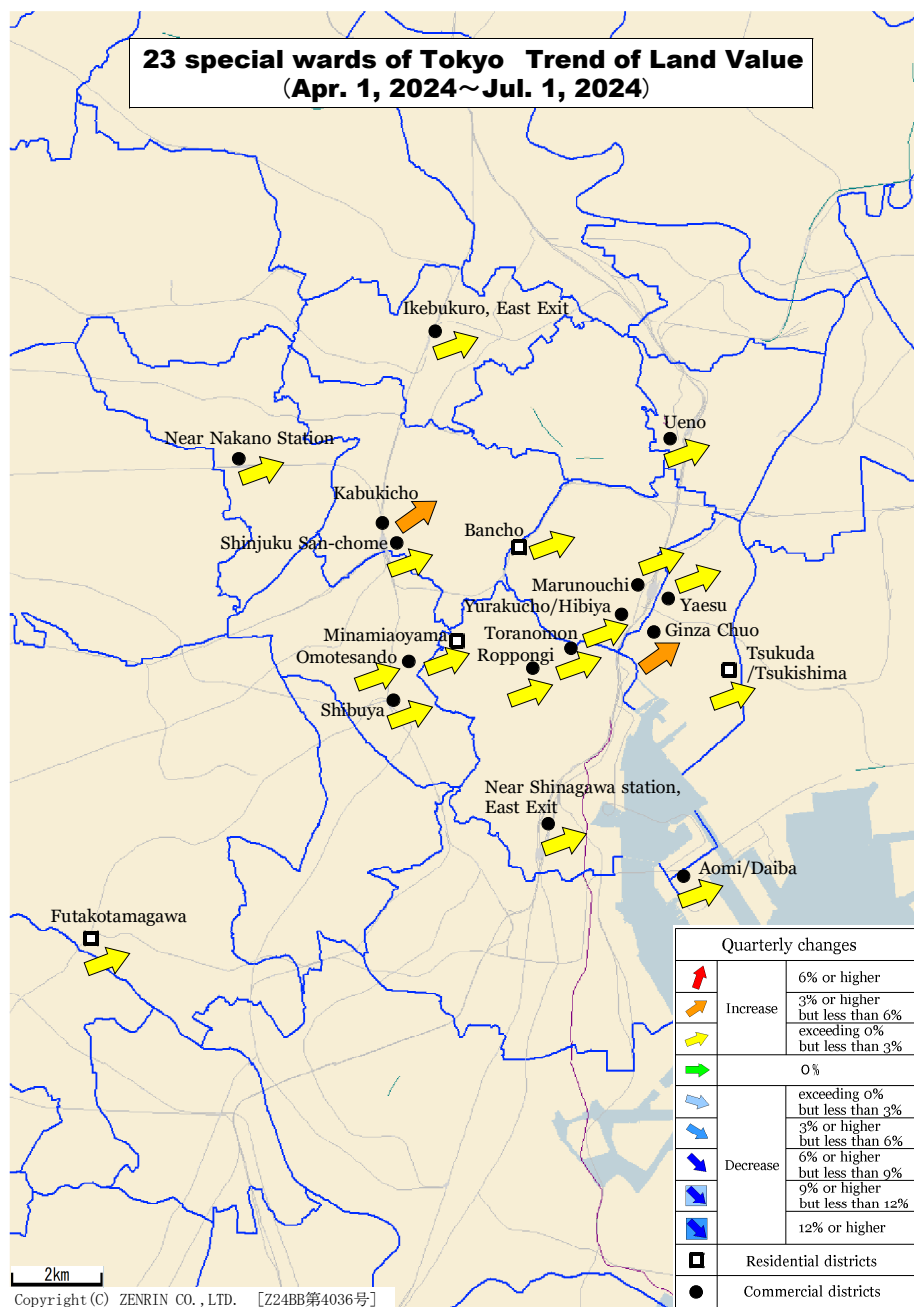 23 special wards of Tokyo Trend of Land Value
(Apr. 1, 2024～Jul. 1, 2024)
Ikebukuro, East Exit
Ueno
Near Nakano Station
Kabukicho
Shinjuku San-chome
Bancho
Marunouchi
Yaesu
Yurakucho/Hibiya
Ginza Chuo
Minamiaoyama
Toranomon
Omotesando
Roppongi
Tsukuda
/Tsukishima
Shibuya
Near Shinagawa station,
East Exit
Aomi/Daiba
Futakotamagawa
Quarterly changes
Increase
6% or higher
3% or higher
but less than 6%
exceeding 0%
but less than 3%
0%
Decrease
exceeding 0%
but less than 3%
3% or higher
but less than 6%
6% or higher
but less than 9%
9% or higher
but less than 12%
12% or higher
Residential districts
Commercial districts
2km
Copyright(C) ZENRIN CO.,LTD. [Z24BB第4036号]